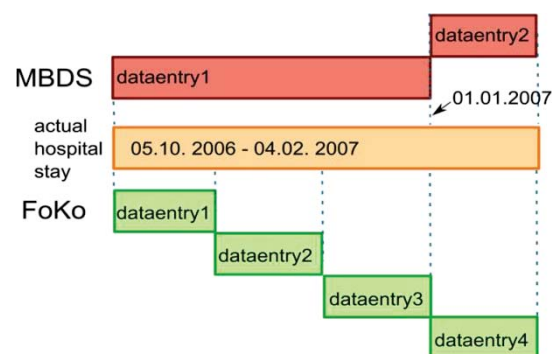 dataentry2
MBDS
dataentry1
01.01.2007
actual
hospital
stay
05.10. 2006 - 04.02. 2007
FoKo
dataentry1
dataentry2
dataentry3
dataentry4